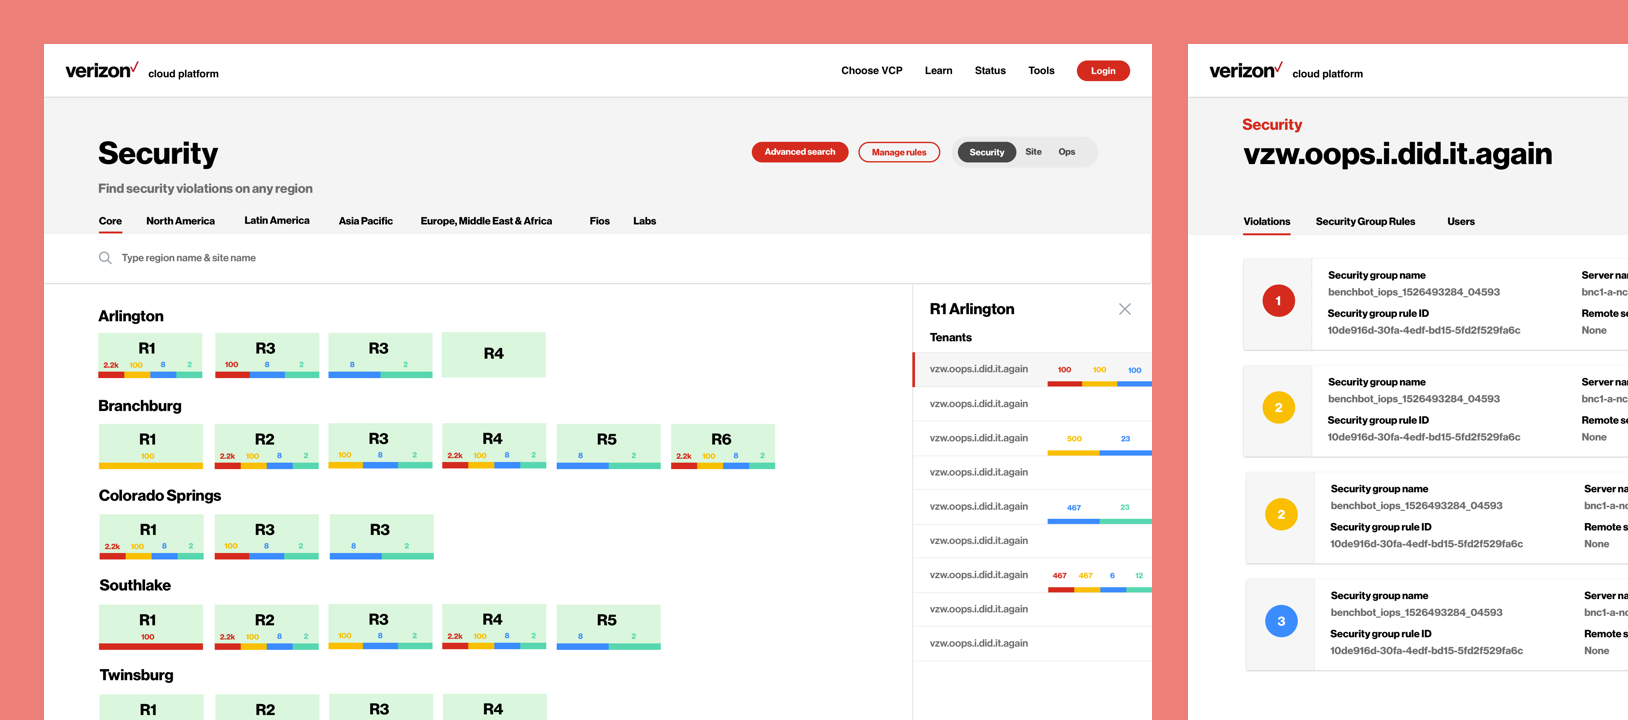 verizon✓ cloud platform
Choose VCP Learn Status Tools Login
Security
Advanced search Manage rules Security Site Ops
Find security violations on any region
Core North America Latin America Asia Pacific Europe, Middle East & Africa Fios Labs
Type region name & site name
Arlington
R1 R3 R3 R4
2.2k 100 8 2 100 8 2 8 2
Branchburg
R1 R2 R3 R4 R5 R6
100 2.2k 100 8 2 100 8 2 2.2k 100 8 2 8 2 2.2k 100 8 2
Colorado Springs
R1 R3 R3
2.2k 100 8 2 100 8 2 8 2
Southlake
R1 R2 R3 R4 R5
100 2.2k 100 8 2 100 8 2 2.2k 100 8 2 8 2
Twinsburg
R1 R2 R3 R4
R1 Arlington
Tenants
vzw.oops.i.did.it.again 100 100 100
vzw.oops.i.did.it.again
vzw.oops.i.did.it.again 500 23
vzw.oops.i.did.it.again
vzw.oops.i.did.it.again 467 23
vzw.oops.i.did.it.again
vzw.oops.i.did.it.again 467 467 6 12
vzw.oops.i.did.it.again
vzw.oops.i.did.it.again
verizon✓ cloud platform
Security
vzw.oops.i.did.it.again
Violations Security Group Rules Users
1
Security group name Server na
benchbot_iops_1526493284_04593 bnc1-a-nc
Security group rule ID Remote se
10de916d-30fa-4edf-bd15-5fd2f529fa6c None
2
Security group name Server na
benchbot_iops_1526493284_04593 bnc1-a-nc
Security group rule ID Remote se
10de916d-30fa-4edf-bd15-5fd2f529fa6c None
2
Security group name Server na
benchbot_iops_1526493284_04593 bnc1-a-nc
Security group rule ID Remote s
10de916d-30fa-4edf-bd15-5fd2f529fa6c None
3
Security group name Server na
benchbot_iops_1526493284_04593 bnc1-a-nc
Security group rule ID Remote s
10de916d-30fa-4edf-bd15-5fd2f529fa6c None